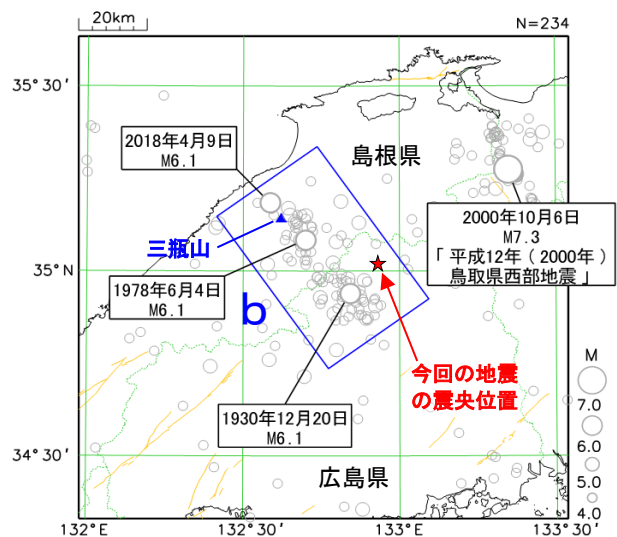 20km
N=234
35°30′
島根県
2018年4月9日
M6.1
2000年10月6日
M7.3
「平成12年（2000年）
鳥取県西部地震」
三瓶山
35°N
1978年6月4日
M6.1
b
今回の地震
の震央位置
M
7.0
6.0
5.0
4.0
1930年12月20日
M6.1
34°30′
広島県
132°E
132°30′
133°E
133°30′